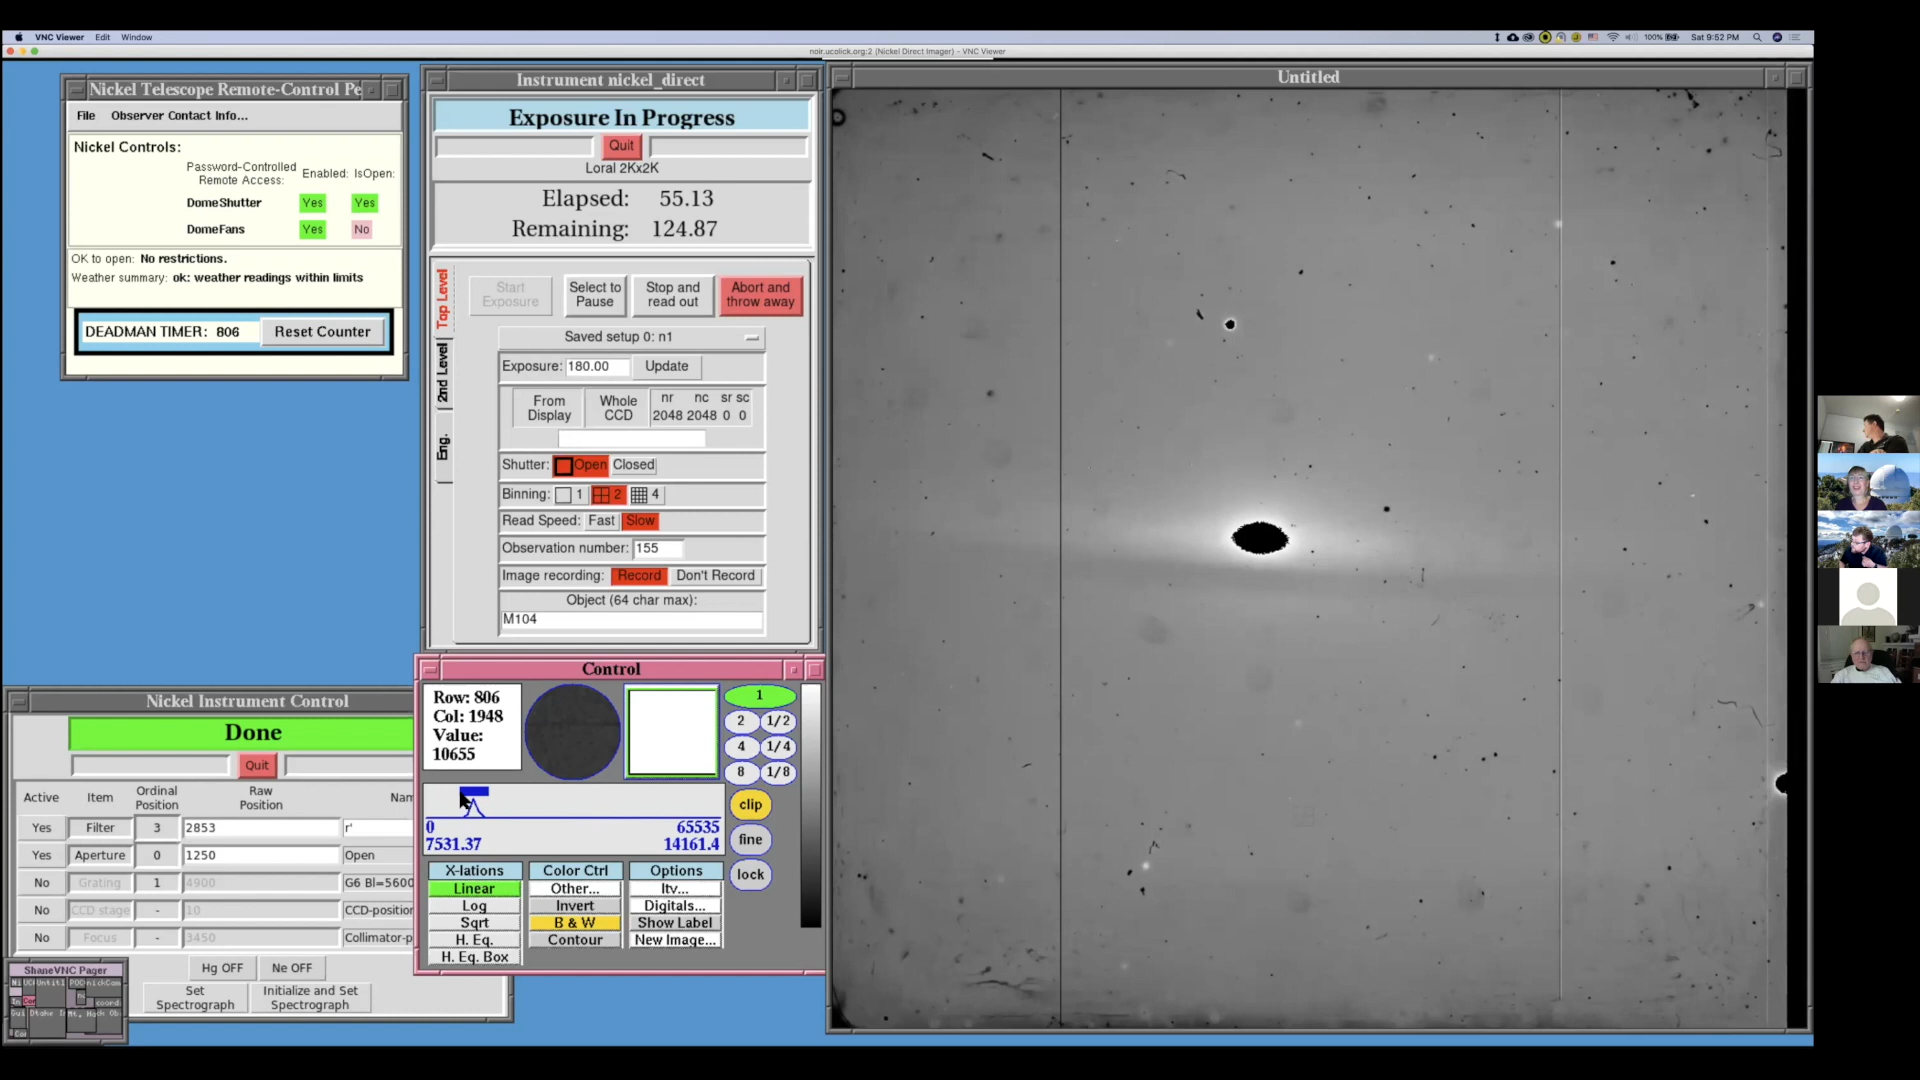 VNC Viewer Edit Window
100% Sat 9:52 PM
noir.ucolick.org:2 (Nickel Direct Imager) - VNC Viewer
Nickel Telescope Remote-Control Pe
File Observer Contact Info...
Nickel Controls:
Password-Controlled
Remote Access: Enabled: IsOpen:
DomeShutter Yes Yes
DomeFans Yes No
OK to open: No restrictions.
Weather summary: ok: weather readings within limits
DEADMAN TIMER: 806 Reset Counter
Instrument nickel_direct
Exposure In Progress
Quit
Loral 2Kx2K
Elapsed: 55.13
Remaining: 124.87
Top Level
2nd Level
Eng.
Start
Exposure
Select to
Pause
Stop and
read out
Abort and
throw away
Saved setup 0: n1
Exposure: 180.00 Update
From
Display
Whole
CCD
nr nc sr sc
2048 2048 0 0
Shutter: Open Closed
Binning: 1 2 4
Read Speed: Fast Slow
Observation number: 155
Image recording: Record Don't Record
Object (64 char max):
M104
Untitled
Control
Row: 806
Col: 1948
Value:
10655
1
2 1/2
4 1/4
8 1/8
clip
fine
lock
0 65535
7531.37 14161.4
X-lations Color Ctrl Options
Linear Other... Itv...
Log Invert Digitals...
Sqrt B & W Show Label
H. Eq. Contour New Image...
H. Eq. Box
Nickel Instrument Control
Done
Quit
Active Item Ordinal Position Raw Position Nan
Yes Filter 3 2853 r'
Yes Aperture 0 1250 Open
No Grating 1 4900 G6 Bl=5600
No CCD stage - 10 CCD-position
No Focus - 3450 Collimator-p
Hg OFF Ne OFF
Set
Spectrograph
Initialize and Set
Spectrograph
ShaneVNC Pager